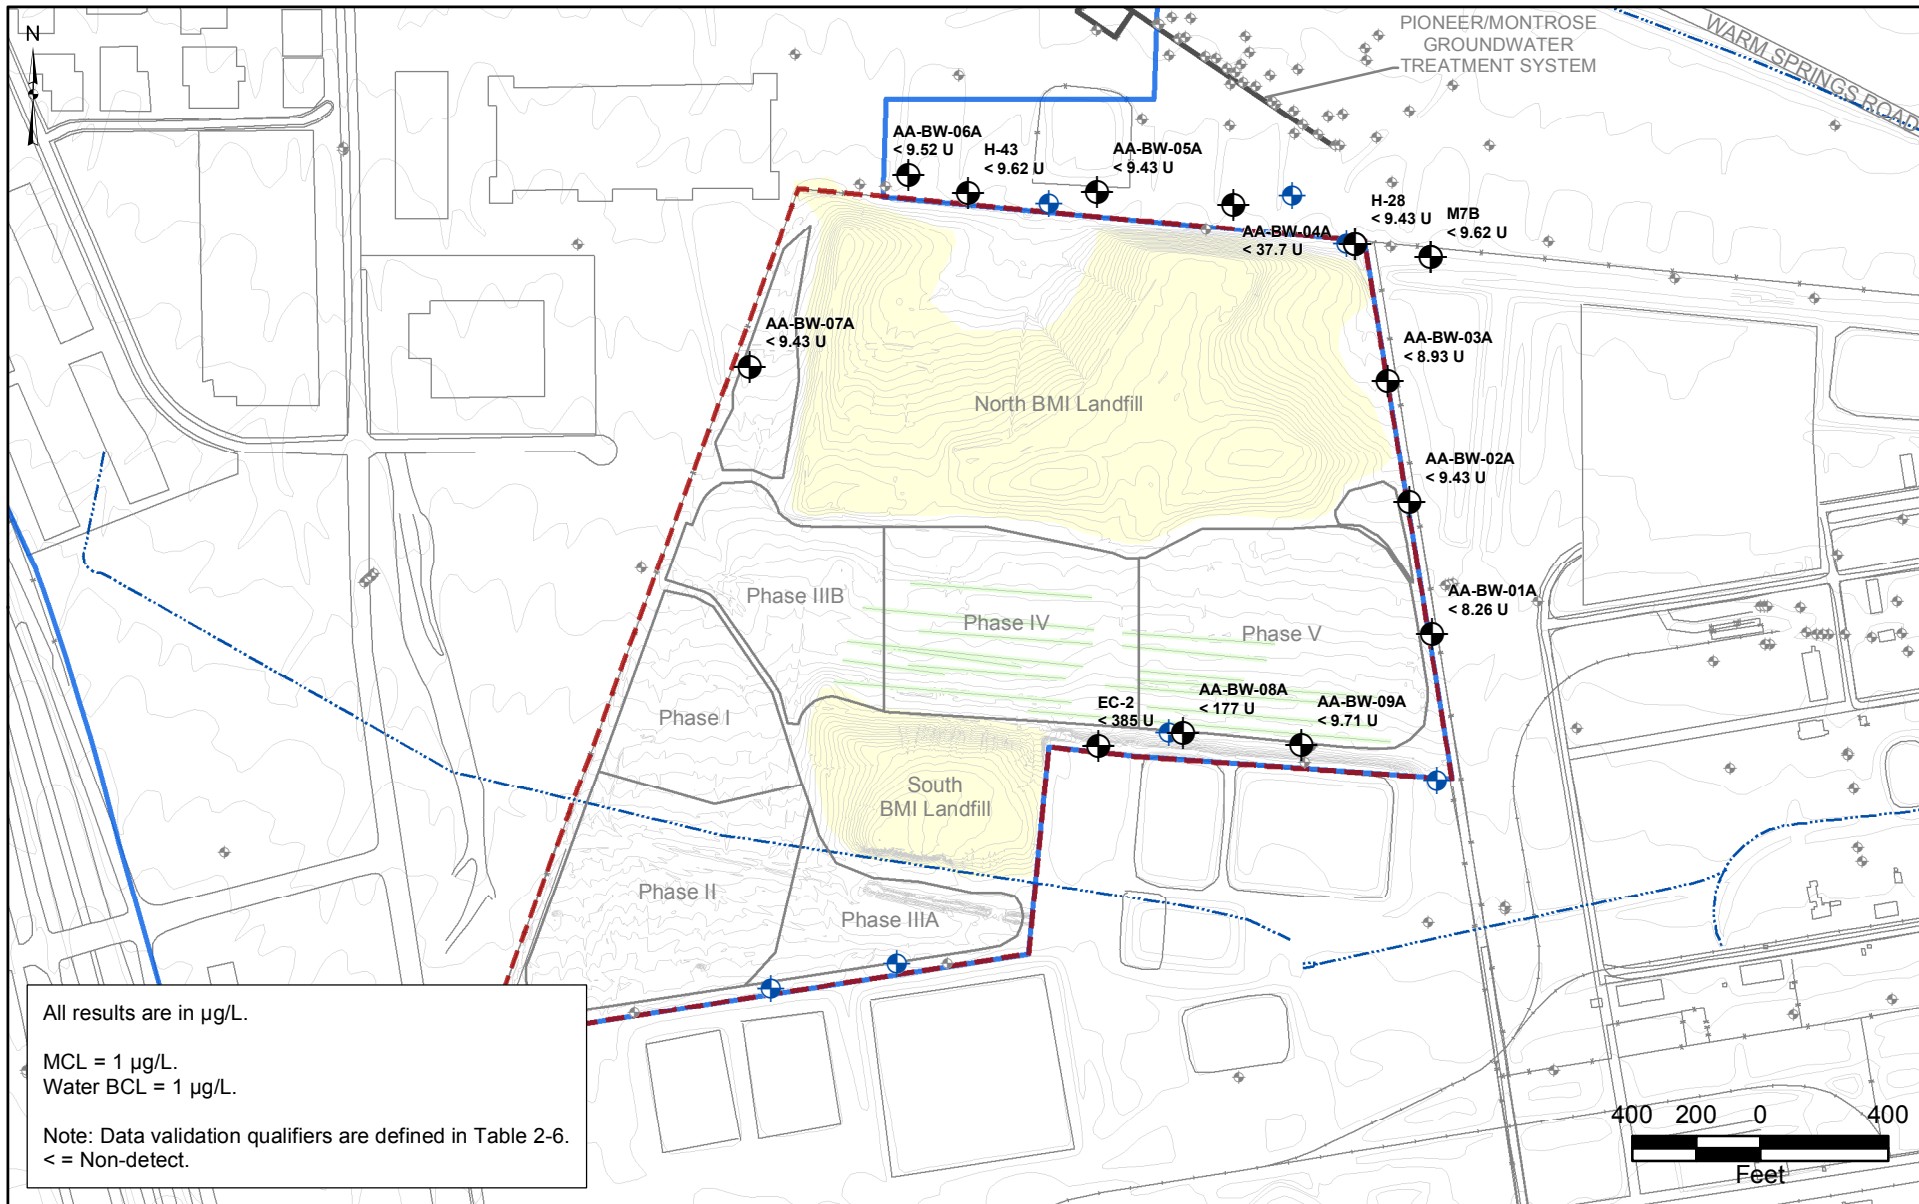 N
PIONEER/MONTROSE
GROUNDWATER
TREATMENT SYSTEM
WARM SPRINGS ROAD
AA-BW-06A
< 9.52 U
H-43
< 9.62 U
AA-BW-05A
< 9.43 U
AA-BW-04A
< 37.7 U
H-28
< 9.43 U
M7B
< 9.62 U
AA-BW-07A
< 9.43 U
AA-BW-03A
< 8.93 U
North BMI Landfill
AA-BW-02A
< 9.43 U
AA-BW-01A
< 8.26 U
Phase IIIB
Phase IV
Phase V
Phase I
EC-2
< 385 U
AA-BW-08A
< 177 U
AA-BW-09A
< 9.71 U
South
BMI Landfill
Phase II
Phase IIIA
All results are in µg/L.
MCL = 1 µg/L.
Water BCL = 1 µg/L.
Note: Data validation qualifiers are defined in Table 2-6.
< = Non-detect.
400 200 0 400
Feet